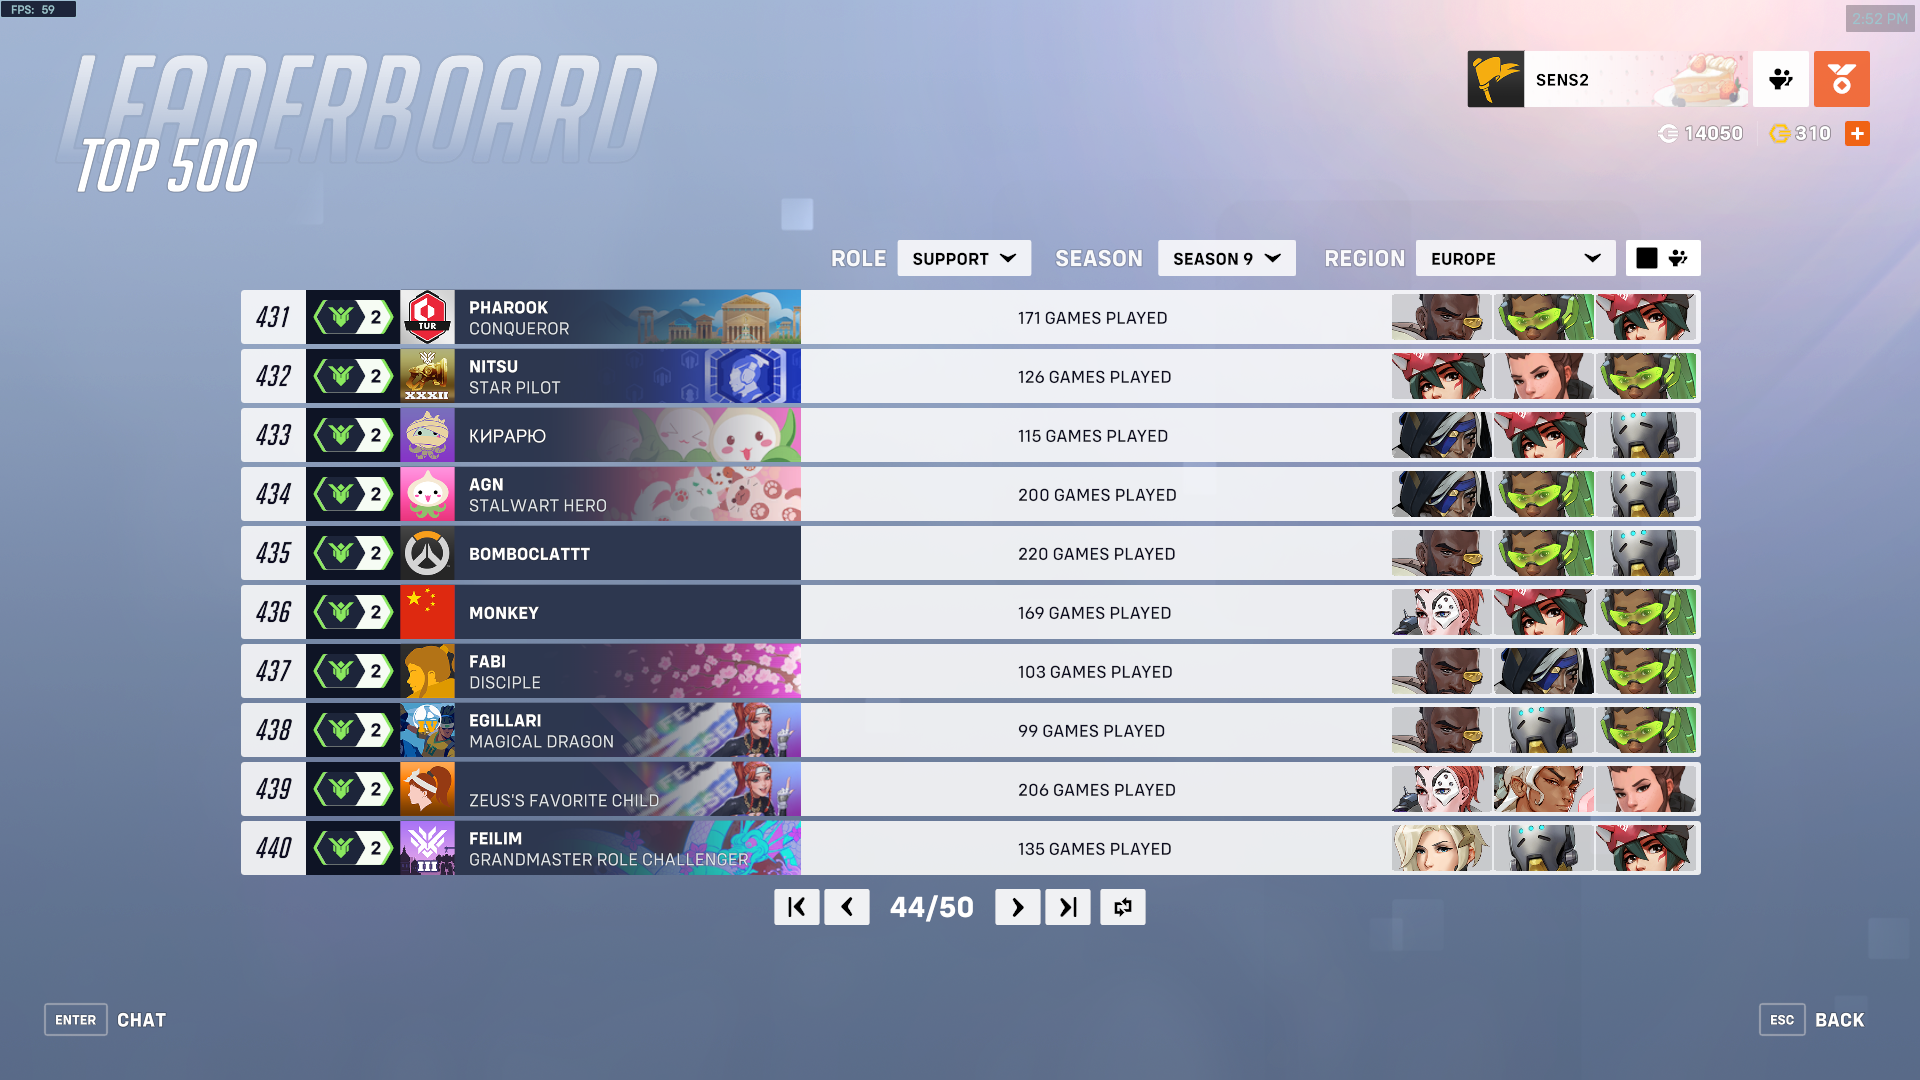 FPS: 59
2:52 PM
LEADERBOARD
TOP 500
SENS2
14050
310
ROLE SUPPORT SEASON SEASON 9 REGION EUROPE
431 2 TUR PHAROOK
CONQUEROR
171 GAMES PLAYED
432 2 XXXII NITSU
STAR PILOT
126 GAMES PLAYED
433 2 КИРАРЮ
115 GAMES PLAYED
434 2 AGN
STALWART HERO
200 GAMES PLAYED
435 2 BOMBOCLATTT
220 GAMES PLAYED
436 2 MONKEY
169 GAMES PLAYED
437 2 FABI
DISCIPLE
103 GAMES PLAYED
438 2 IV EGILLARI
MAGICAL DRAGON
99 GAMES PLAYED
439 2 ZEUS'S FAVORITE CHILD
206 GAMES PLAYED
440 2 III FEILIM
GRANDMASTER ROLE CHALLENGER
135 GAMES PLAYED
44/50
ENTER CHAT
ESC BACK